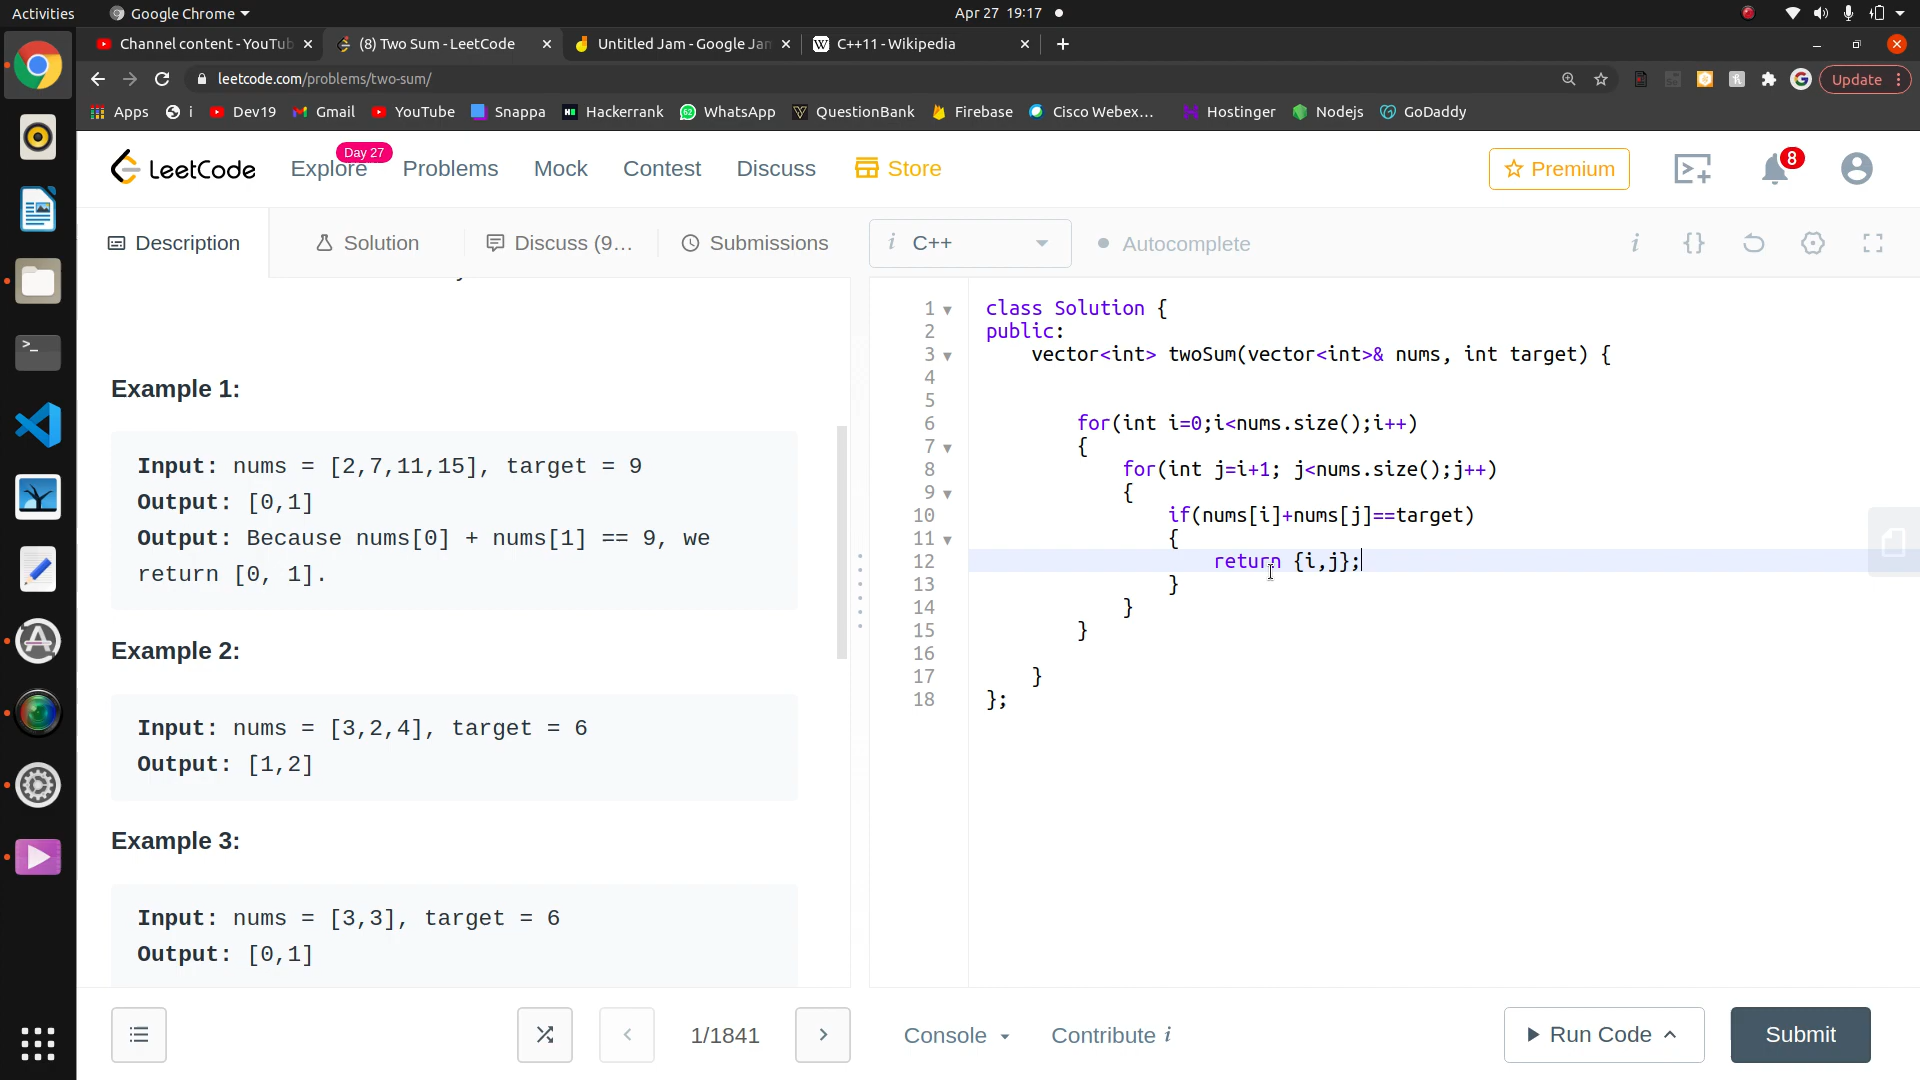 Activities
Google Chrome
Apr 27 19:17
Channel content - YouTub
(8) Two Sum - LeetCode
Untitled Jam - Google Jam
C++11 - Wikipedia
leetcode.com/problems/two-sum/
Update
Apps
i
Dev19
Gmail
YouTube
Snappa
Hackerrank
WhatsApp
QuestionBank
Firebase
Cisco Webex...
Hostinger
Nodejs
GoDaddy
LeetCode
Explore
Day 27
Problems
Mock
Contest
Discuss
Store
Premium
8
Description
Solution
Discuss (9...
Submissions
i C++
Autocomplete
i
{}
Example 1:
Input: nums = [2,7,11,15], target = 9
Output: [0,1]
Output: Because nums[0] + nums[1] == 9, we
return [0, 1].
Example 2:
Input: nums = [3,2,4], target = 6
Output: [1,2]
Example 3:
Input: nums = [3,3], target = 6
Output: [0,1]
1 class Solution {
2 public:
3 vector<int> twoSum(vector<int>& nums, int target) {
4
5
6 for(int i=0;i<nums.size();i++)
7 {
8 for(int j=i+1; j<nums.size();j++)
9 {
10 if(nums[i]+nums[j]==target)
11 {
12 return {i,j};
13 }
14 }
15 }
16
17 }
18 };
1/1841
Console
Contribute i
Run Code
Submit